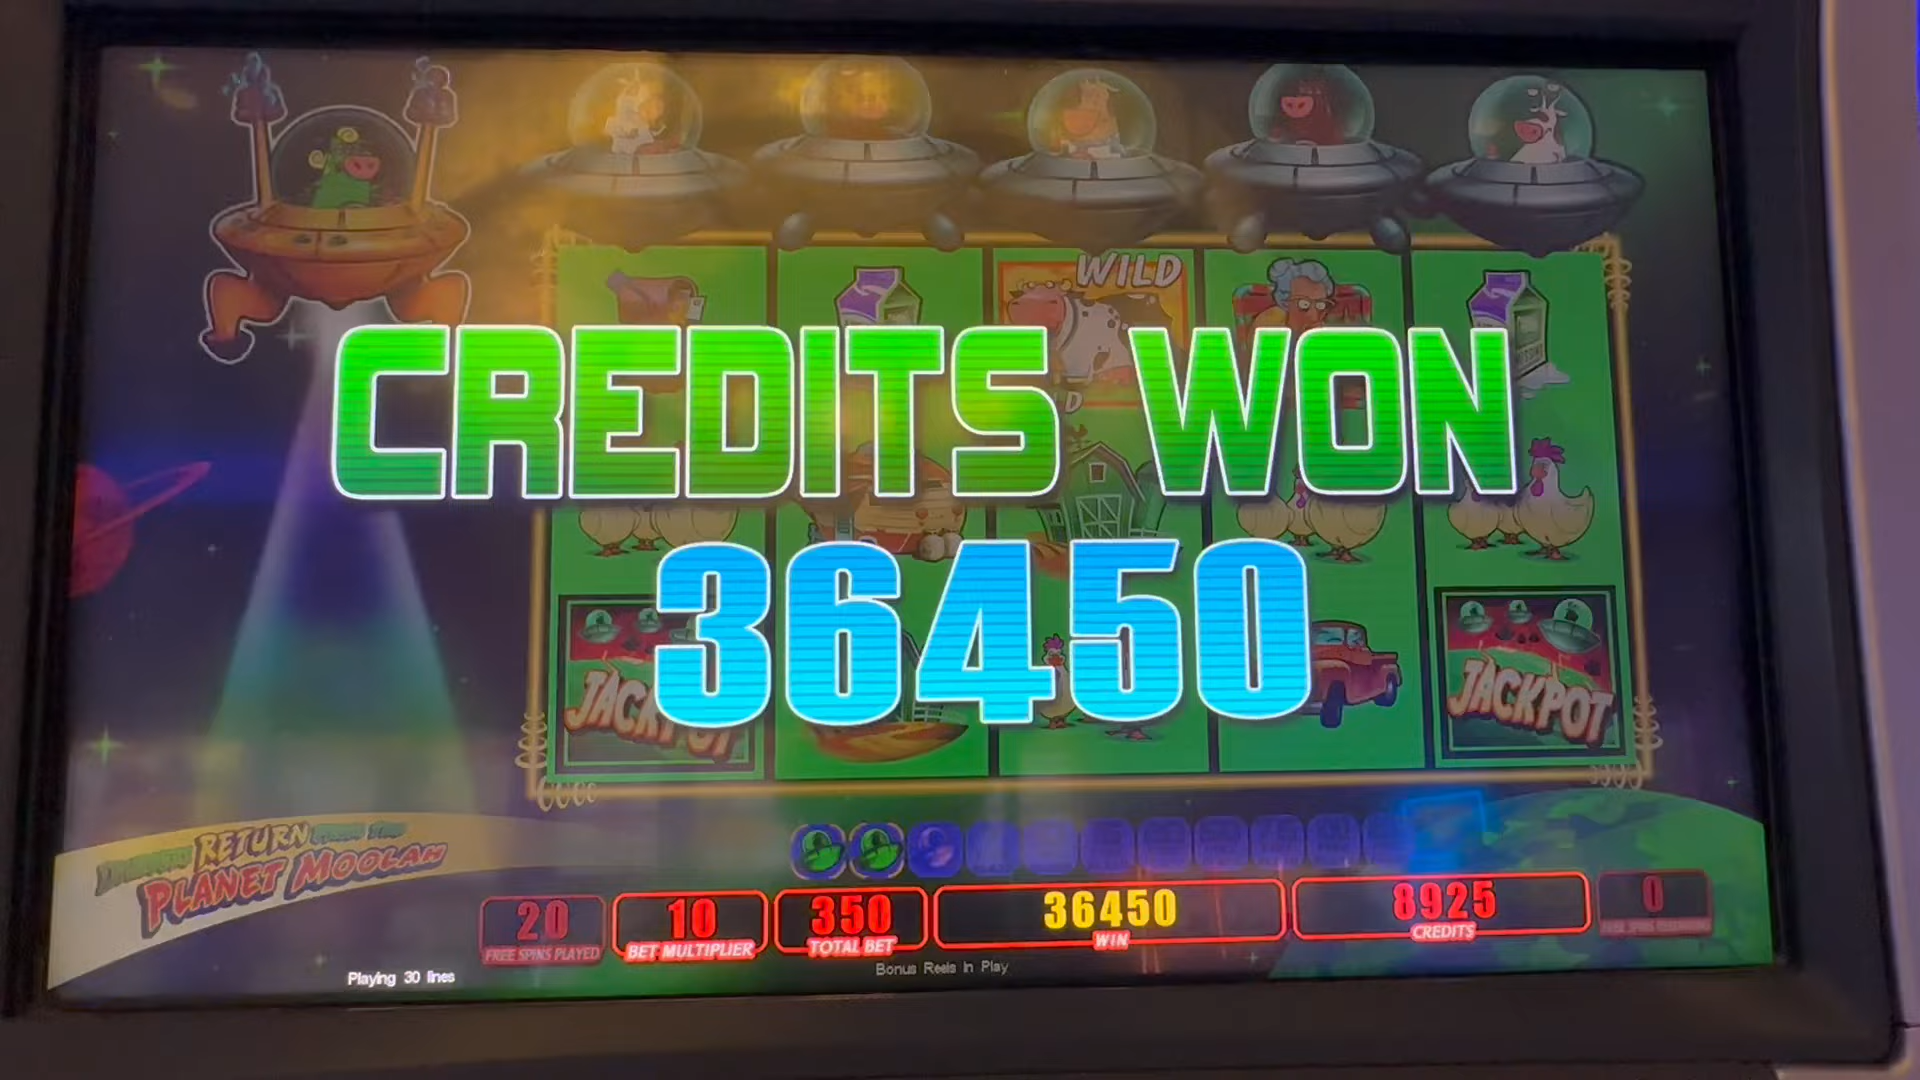 WILD
CREDITS WON
36450
JACKPOT
JACKPOT
RETURN
PLANET MOOLAH
20
FREE SPINS PLAYED
10
BET MULTIPLIER
350
TOTAL BET
36450
WIN
8925
CREDITS
0
Playing 30 lines
Bonus Reels In Play